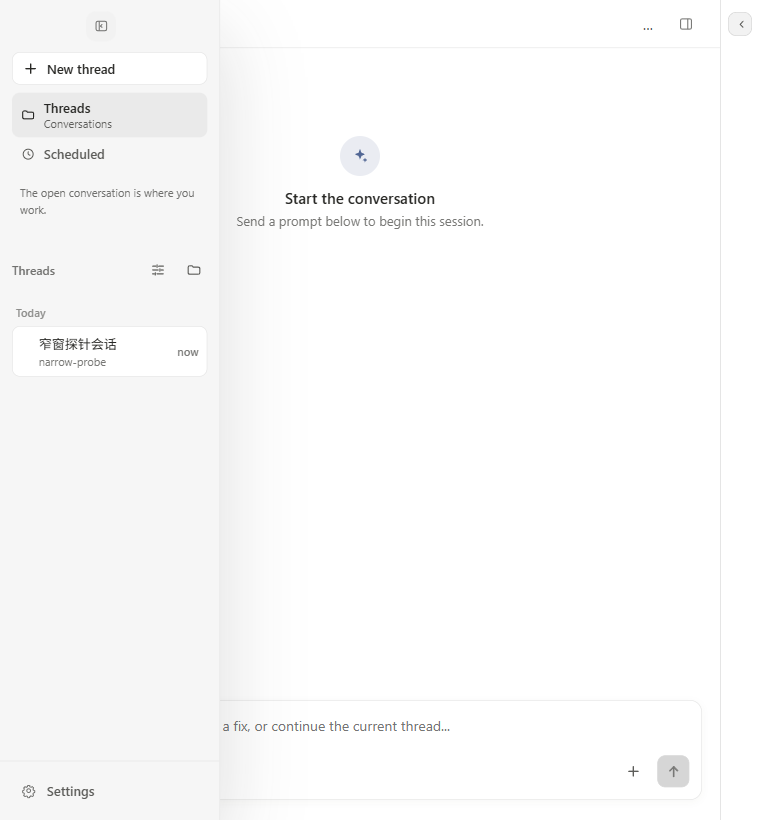 New thread
Threads
Conversations
Scheduled
The open conversation is where you
work.
Threads
Today
窄窗探针会话
narrow-probe
now
Settings
...
Start the conversation
Send a prompt below to begin this session.
a fix, or continue the current thread...